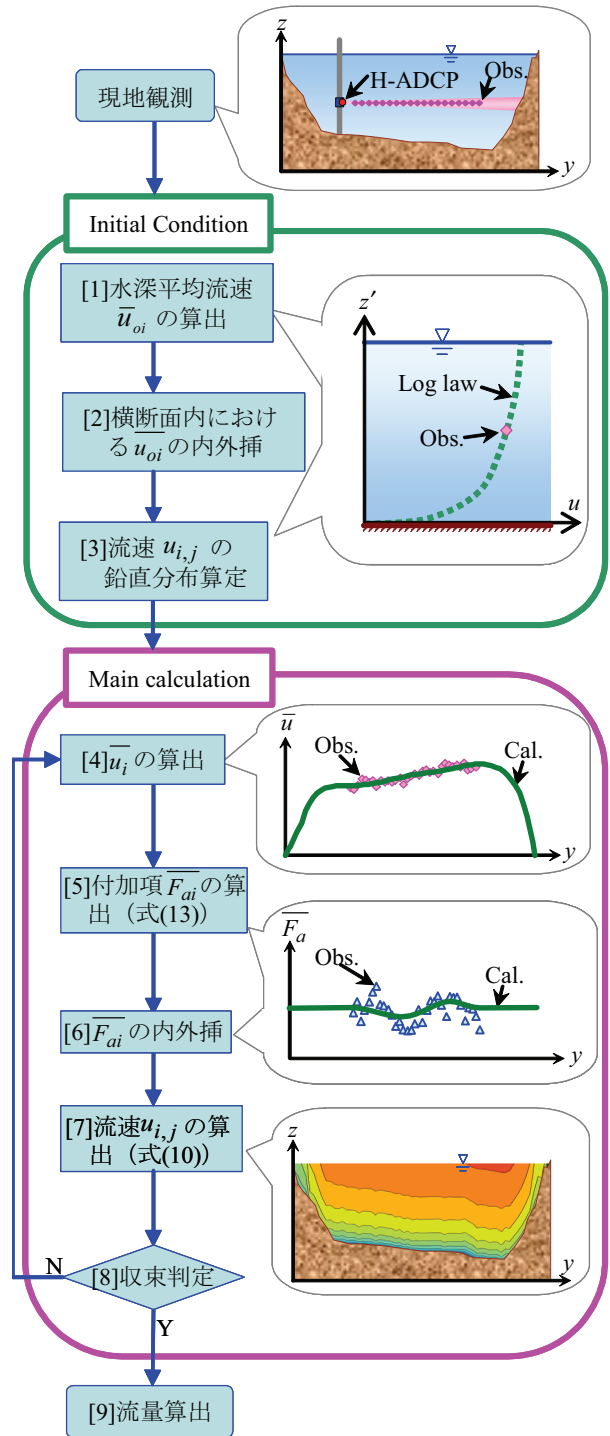 z
H-ADCP
Obs.
y
現地観測
Initial Condition
[1]水深平均流速
u̅oi の算出
[2]横断面内におけ
る u̅oi の内外挿
[3]流速 ui,j の
鉛直分布算定
z′
Log law
Obs.
u
Main calculation
[4]u̅i の算出
u̅
Obs.
Cal.
y
[5]付加項F̅aiの算
出（式(13)）
F̅a
Obs.
Cal.
y
[6]F̅ai の内外挿
[7]流速ui,j の算
出（式(10)）
z
y
[8]収束判定
N
Y
[9]流量算出